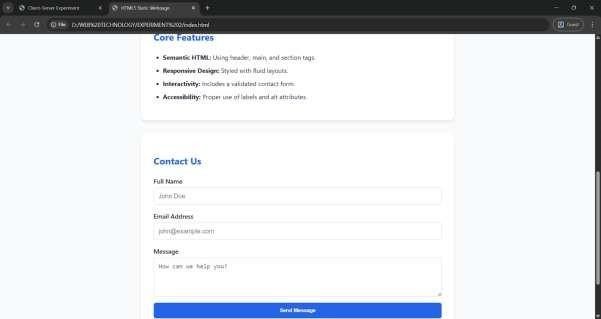 Client-Server Experiment
HTML5 Static Webpage
File
D:/WEB%20TECHNOLOGY/EXPERIMENT%202/index.html
Guest
Core Features
Semantic HTML: Using header, main, and section tags.
Responsive Design: Styled with fluid layouts.
Interactivity: Includes a validated contact form.
Accessibility: Proper use of labels and alt attributes.
Contact Us
Full Name
John Doe
Email Address
john@example.com
Message
How can we help you?
Send Message